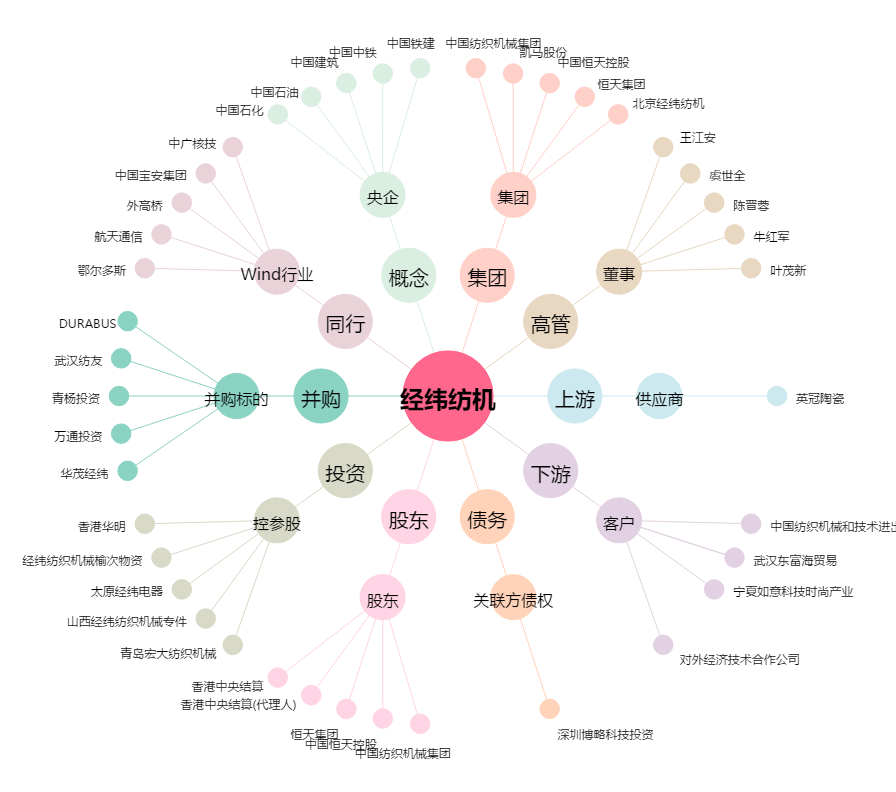 中国铁建
中国中铁
中国建筑
中国石油
中国石化
央企
概念
中国纺织机械集团
凯马股份
中国恒天控股
恒天集团
北京经纬纺机
集团
集团
中广核技
中国宝安集团
外高桥
航天通信
鄂尔多斯
Wind行业
同行
王江安
虞世全
陈晋蓉
牛红军
叶茂新
董事
高管
DURABUS
武汉纺友
青杨投资
万通投资
华茂经纬
并购标的
并购
经纬纺机
上游
供应商
英冠陶瓷
投资
控参股
香港华明
经纬纺织机械榆次物资
太原经纬电器
山西经纬纺织机械专件
青岛宏大纺织机械
下游
客户
中国纺织机械和技术进出
武汉东富海贸易
宁夏如意科技时尚产业
对外经济技术合作公司
股东
股东
香港中央结算
香港中央结算(代理人)
恒天集团
中国恒天控股
中国纺织机械集团
债务
关联方债权
深圳博略科技投资